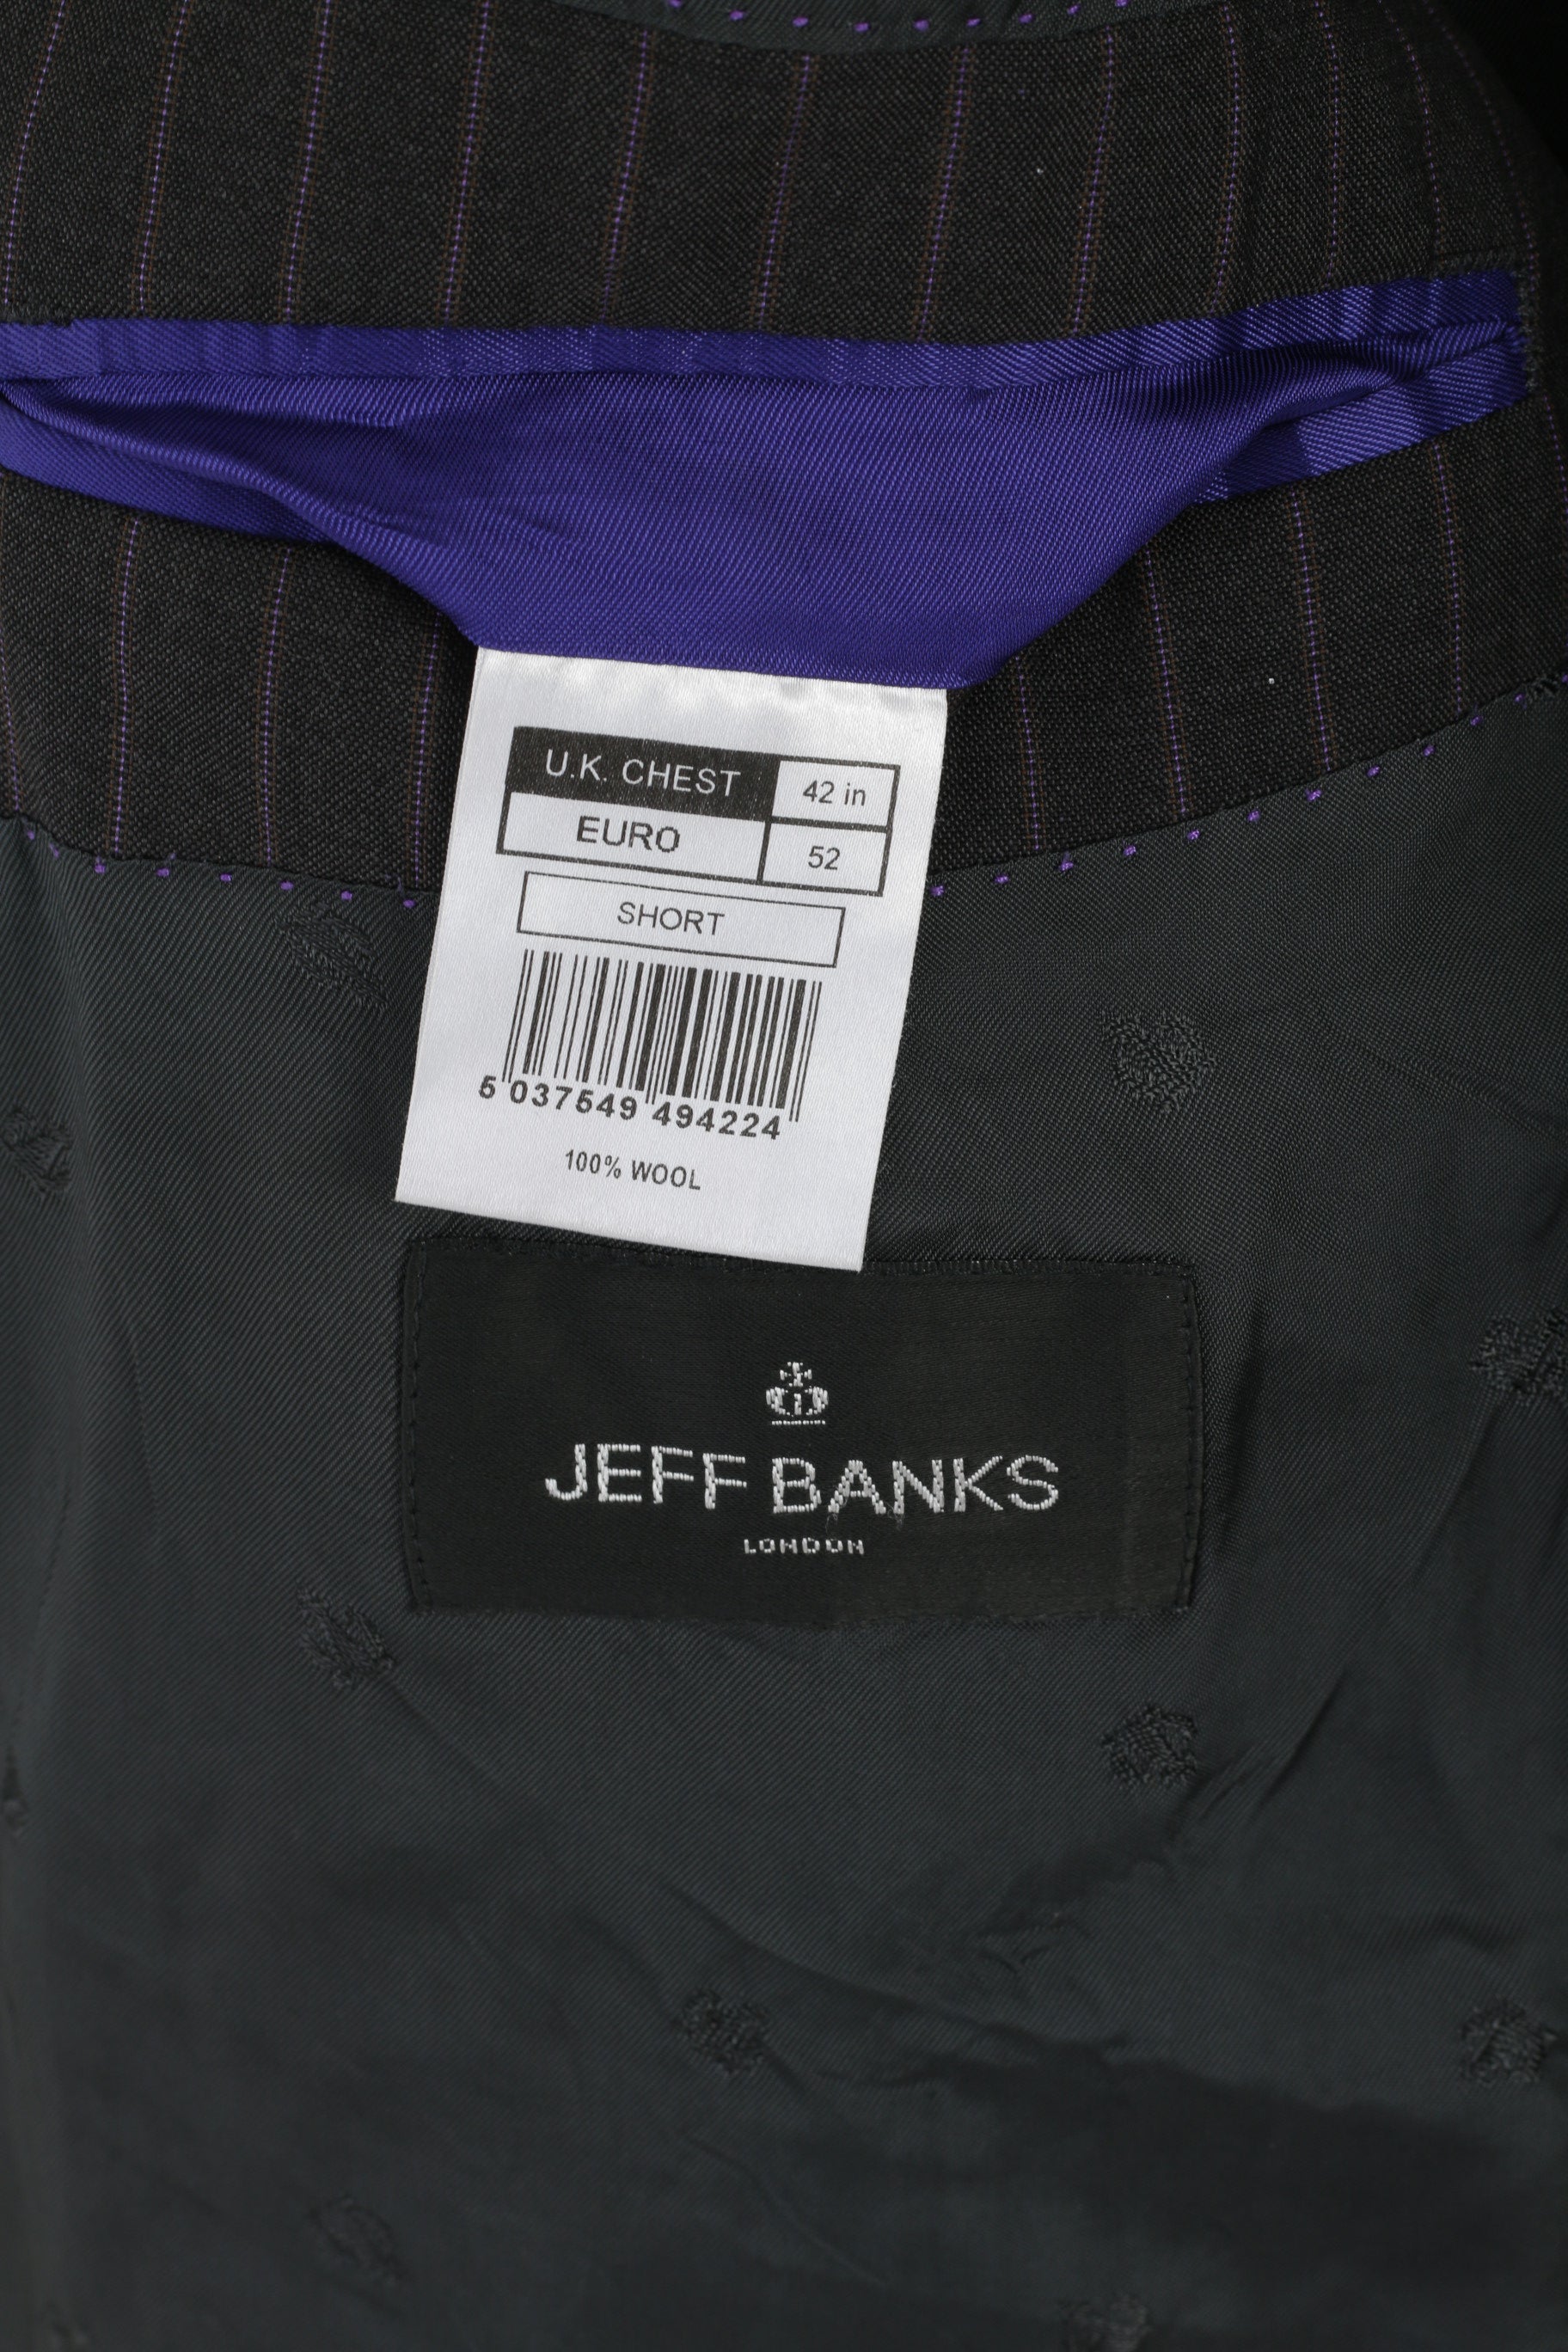 U.K. CHEST 42 in
EURO 52
SHORT
5 037549 494224
100% WOOL
JEFF BANKS
LONDON